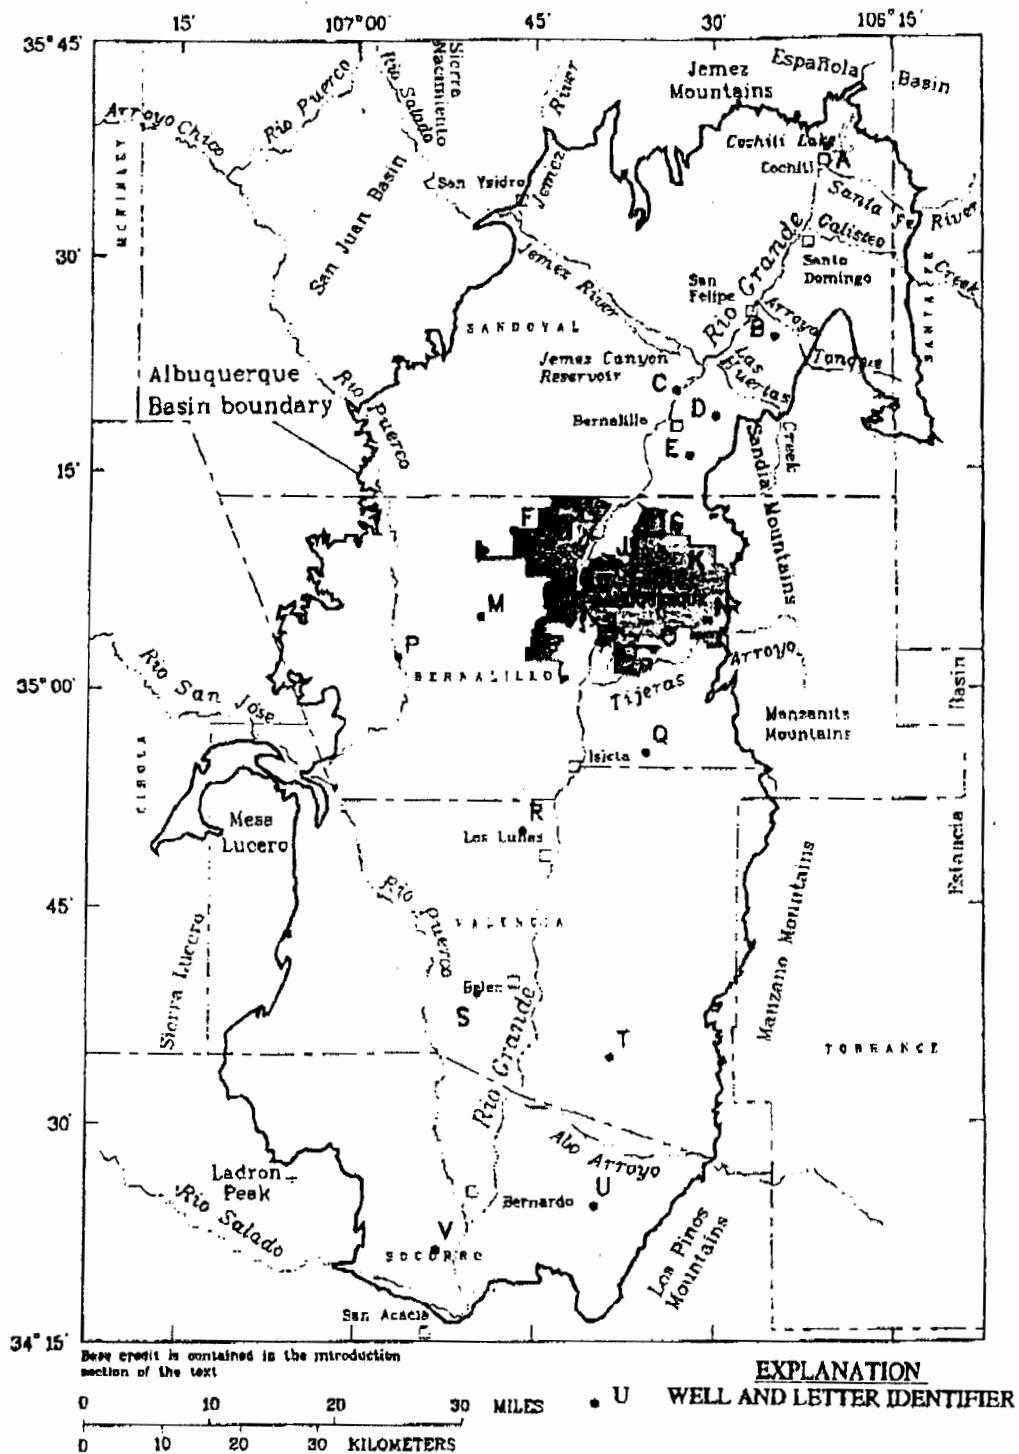 106°15'
15'
107°00'
45'
30'
35°45'
Sierra
Nacimiento
Rio Salado
River
Jemez
Mountains
Española
Basin
Arroyo Chico
Rio Puerco
Cochiti Lake
Cochiti
A
MCKINLEY
San Juan Basin
San Ysidro
Jemez
Santa Fe River
Galisteo
Creek
Santo
Domingo
SANTA FE
30'
Jemez River
San
Felipe
Rio Grande
B
Arroyo
Tonque
SANDOVAL
Las
Huertas
Creek
Jemez Canyon
Reservoir
Albuquerque
Basin boundary
Rio Puerco
C
D
Bernalillo
E
Sandia Mountains
15'
F
G
J
K
M
P
BERNALILLO
Arroyo
Tijeras
Rio San Jose
35°00'
Manzanita
Mountains
Basin
Q
Isleta
CIBOLA
Mesa
Lucero
R
Los Lunas
Estancia
45'
Rio Puerco
VALENCIA
Sierra Lucero
Manzano Mountains
Belen
S
Rio Grande
T
TORRANCE
30'
Abo Arroyo
Ladron
Peak
Rio Salado
Bernardo
U
V
SOCORRO
Los Pinos
Mountains
San Acacia
34°15'
Base credit is contained in the introduction
section of the text
EXPLANATION
U WELL AND LETTER IDENTIFIER
0 10 20 30 MILES
0 10 20 30 KILOMETERS